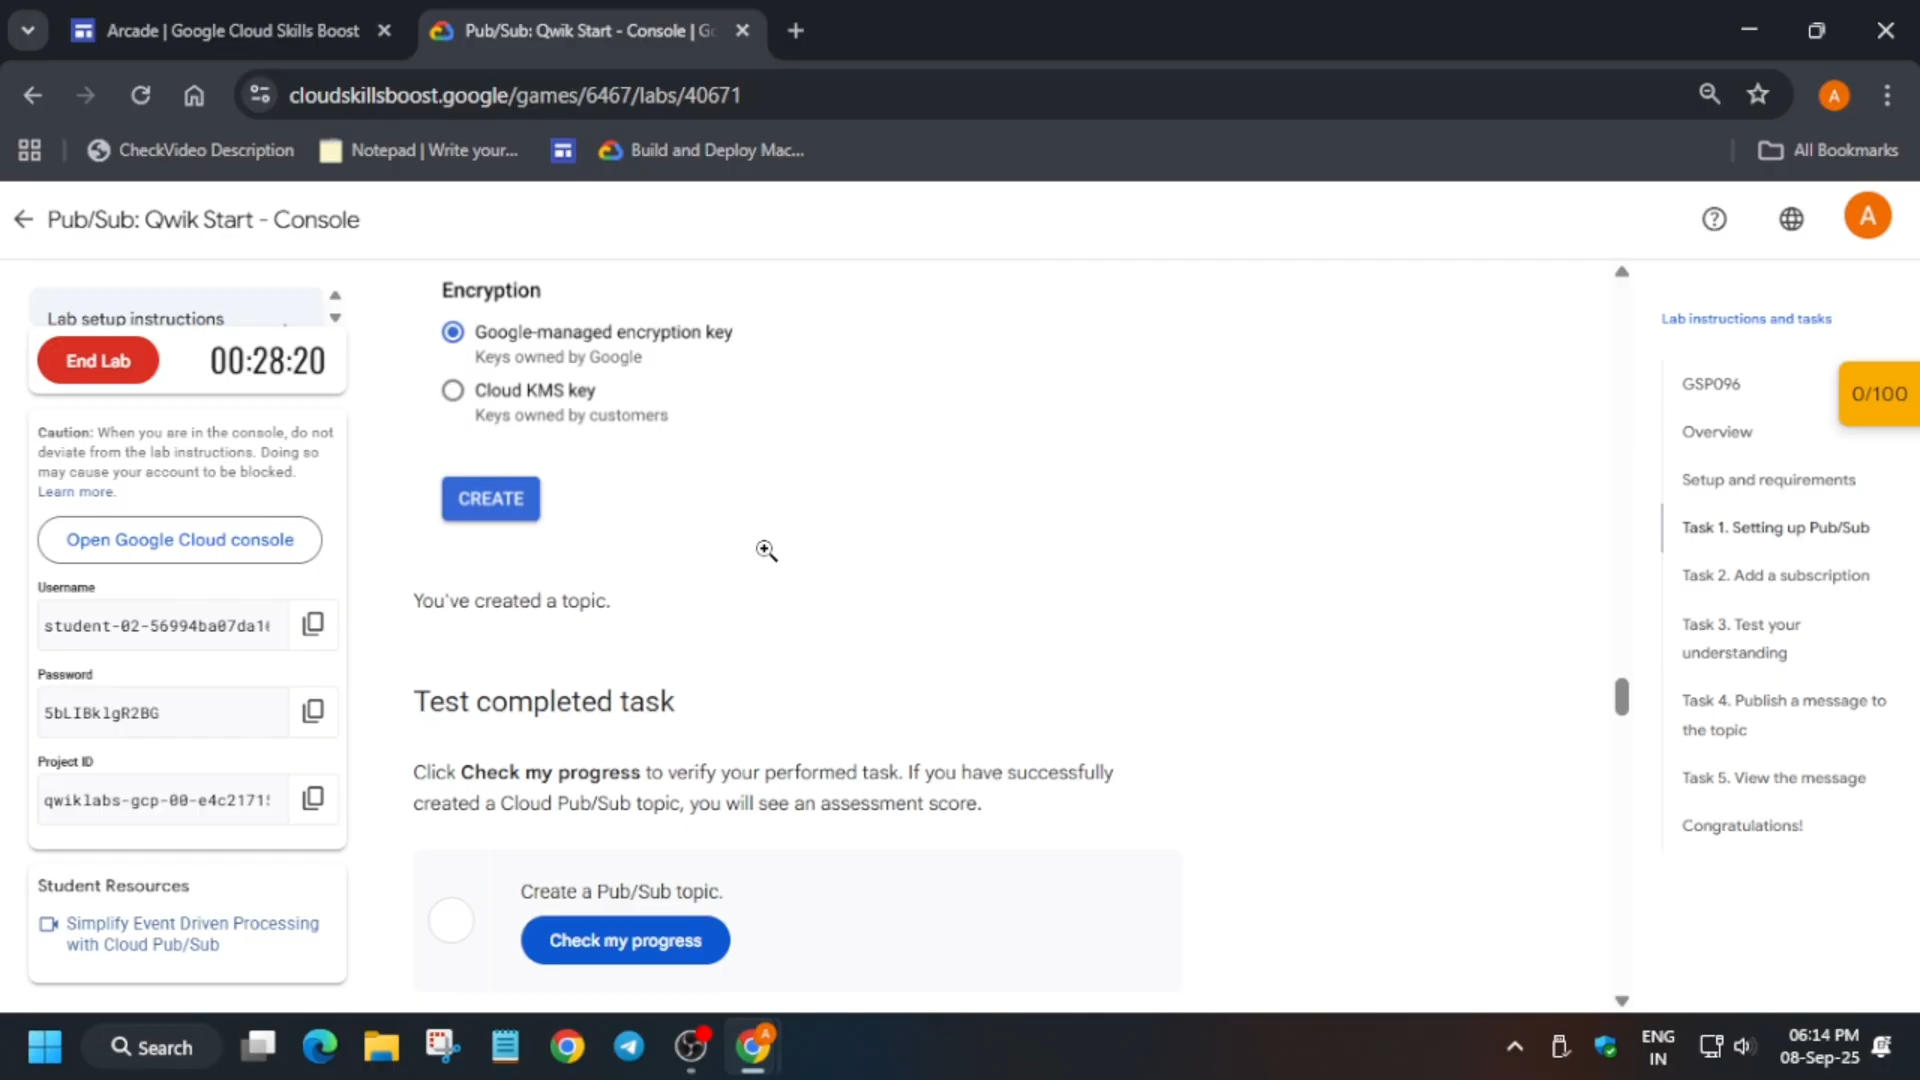 Arcade | Google Cloud Skills Boost
Pub/Sub: Qwik Start - Console | Go
cloudskillsboost.google/games/6467/labs/40671
CheckVideo Description
Notepad | Write your...
Build and Deploy Mac...
All Bookmarks
A
Pub/Sub: Qwik Start - Console
A
Lab setup instructions
End Lab
00:28:20
Caution: When you are in the console, do not
deviate from the lab instructions. Doing so
may cause your account to be blocked.
Learn more.
Open Google Cloud console
Username
student-02-56994ba07da1
Password
5bLIBklgR2BG
Project ID
qwiklabs-gcp-00-e4c2171
Student Resources
Simplify Event Driven Processing
with Cloud Pub/Sub
Encryption
Google-managed encryption key
Keys owned by Google
Cloud KMS key
Keys owned by customers
CREATE
You've created a topic.
Test completed task
Click Check my progress to verify your performed task. If you have successfully
created a Cloud Pub/Sub topic, you will see an assessment score.
Create a Pub/Sub topic.
Check my progress
Lab instructions and tasks
GSP096
0/100
Overview
Setup and requirements
Task 1. Setting up Pub/Sub
Task 2. Add a subscription
Task 3. Test your
understanding
Task 4. Publish a message to
the topic
Task 5. View the message
Congratulations!
Search
A
ENG
IN
06:14 PM
08-Sep-25